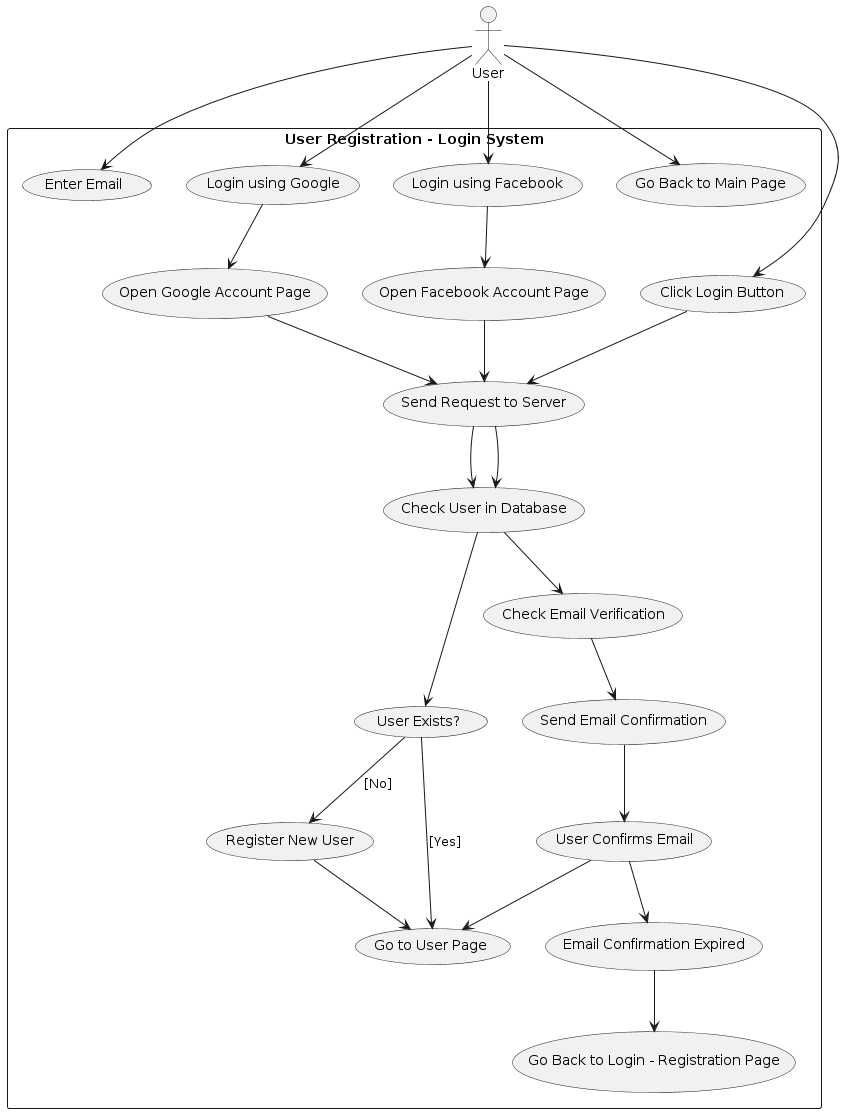 User
User Registration - Login System
Enter Email
Login using Google
Login using Facebook
Go Back to Main Page
Open Google Account Page
Open Facebook Account Page
Click Login Button
Send Request to Server
Check User in Database
Check Email Verification
User Exists?
Send Email Confirmation
[No]
[Yes]
Register New User
User Confirms Email
Go to User Page
Email Confirmation Expired
Go Back to Login - Registration Page